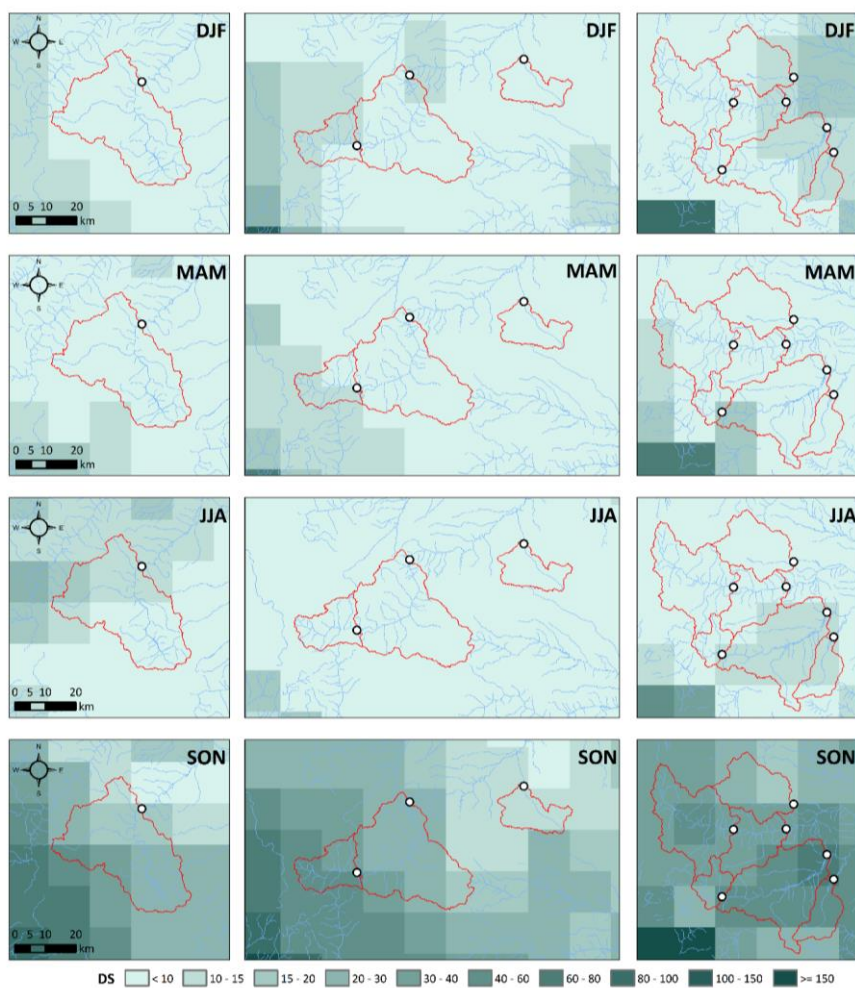 DJF DJF DJF
N
W L
S
0 5 10 20
km
MAM MAM MAM
N
W E
S
0 5 10 20
km
JJA JJA JJA
N
W E
S
0 5 10 20
km
SON SON SON
N
W E
S
0 5 10 20
km
DS < 10 10 - 15 15 - 20 20 - 30 30 - 40 40 - 60 60 - 80 80 - 100 100 - 150 >= 150